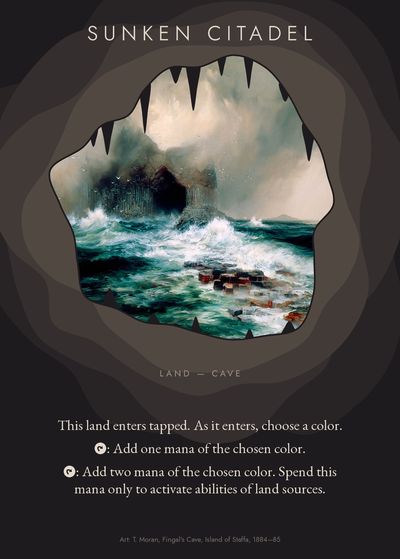 SUNKEN CITADEL
LAND — CAVE
This land enters tapped. As it enters, choose a color.
: Add one mana of the chosen color.
: Add two mana of the chosen color. Spend this
mana only to activate abilities of land sources.
Art: T. Moran, Fingal's Cave, Island of Staffa, 1884–85